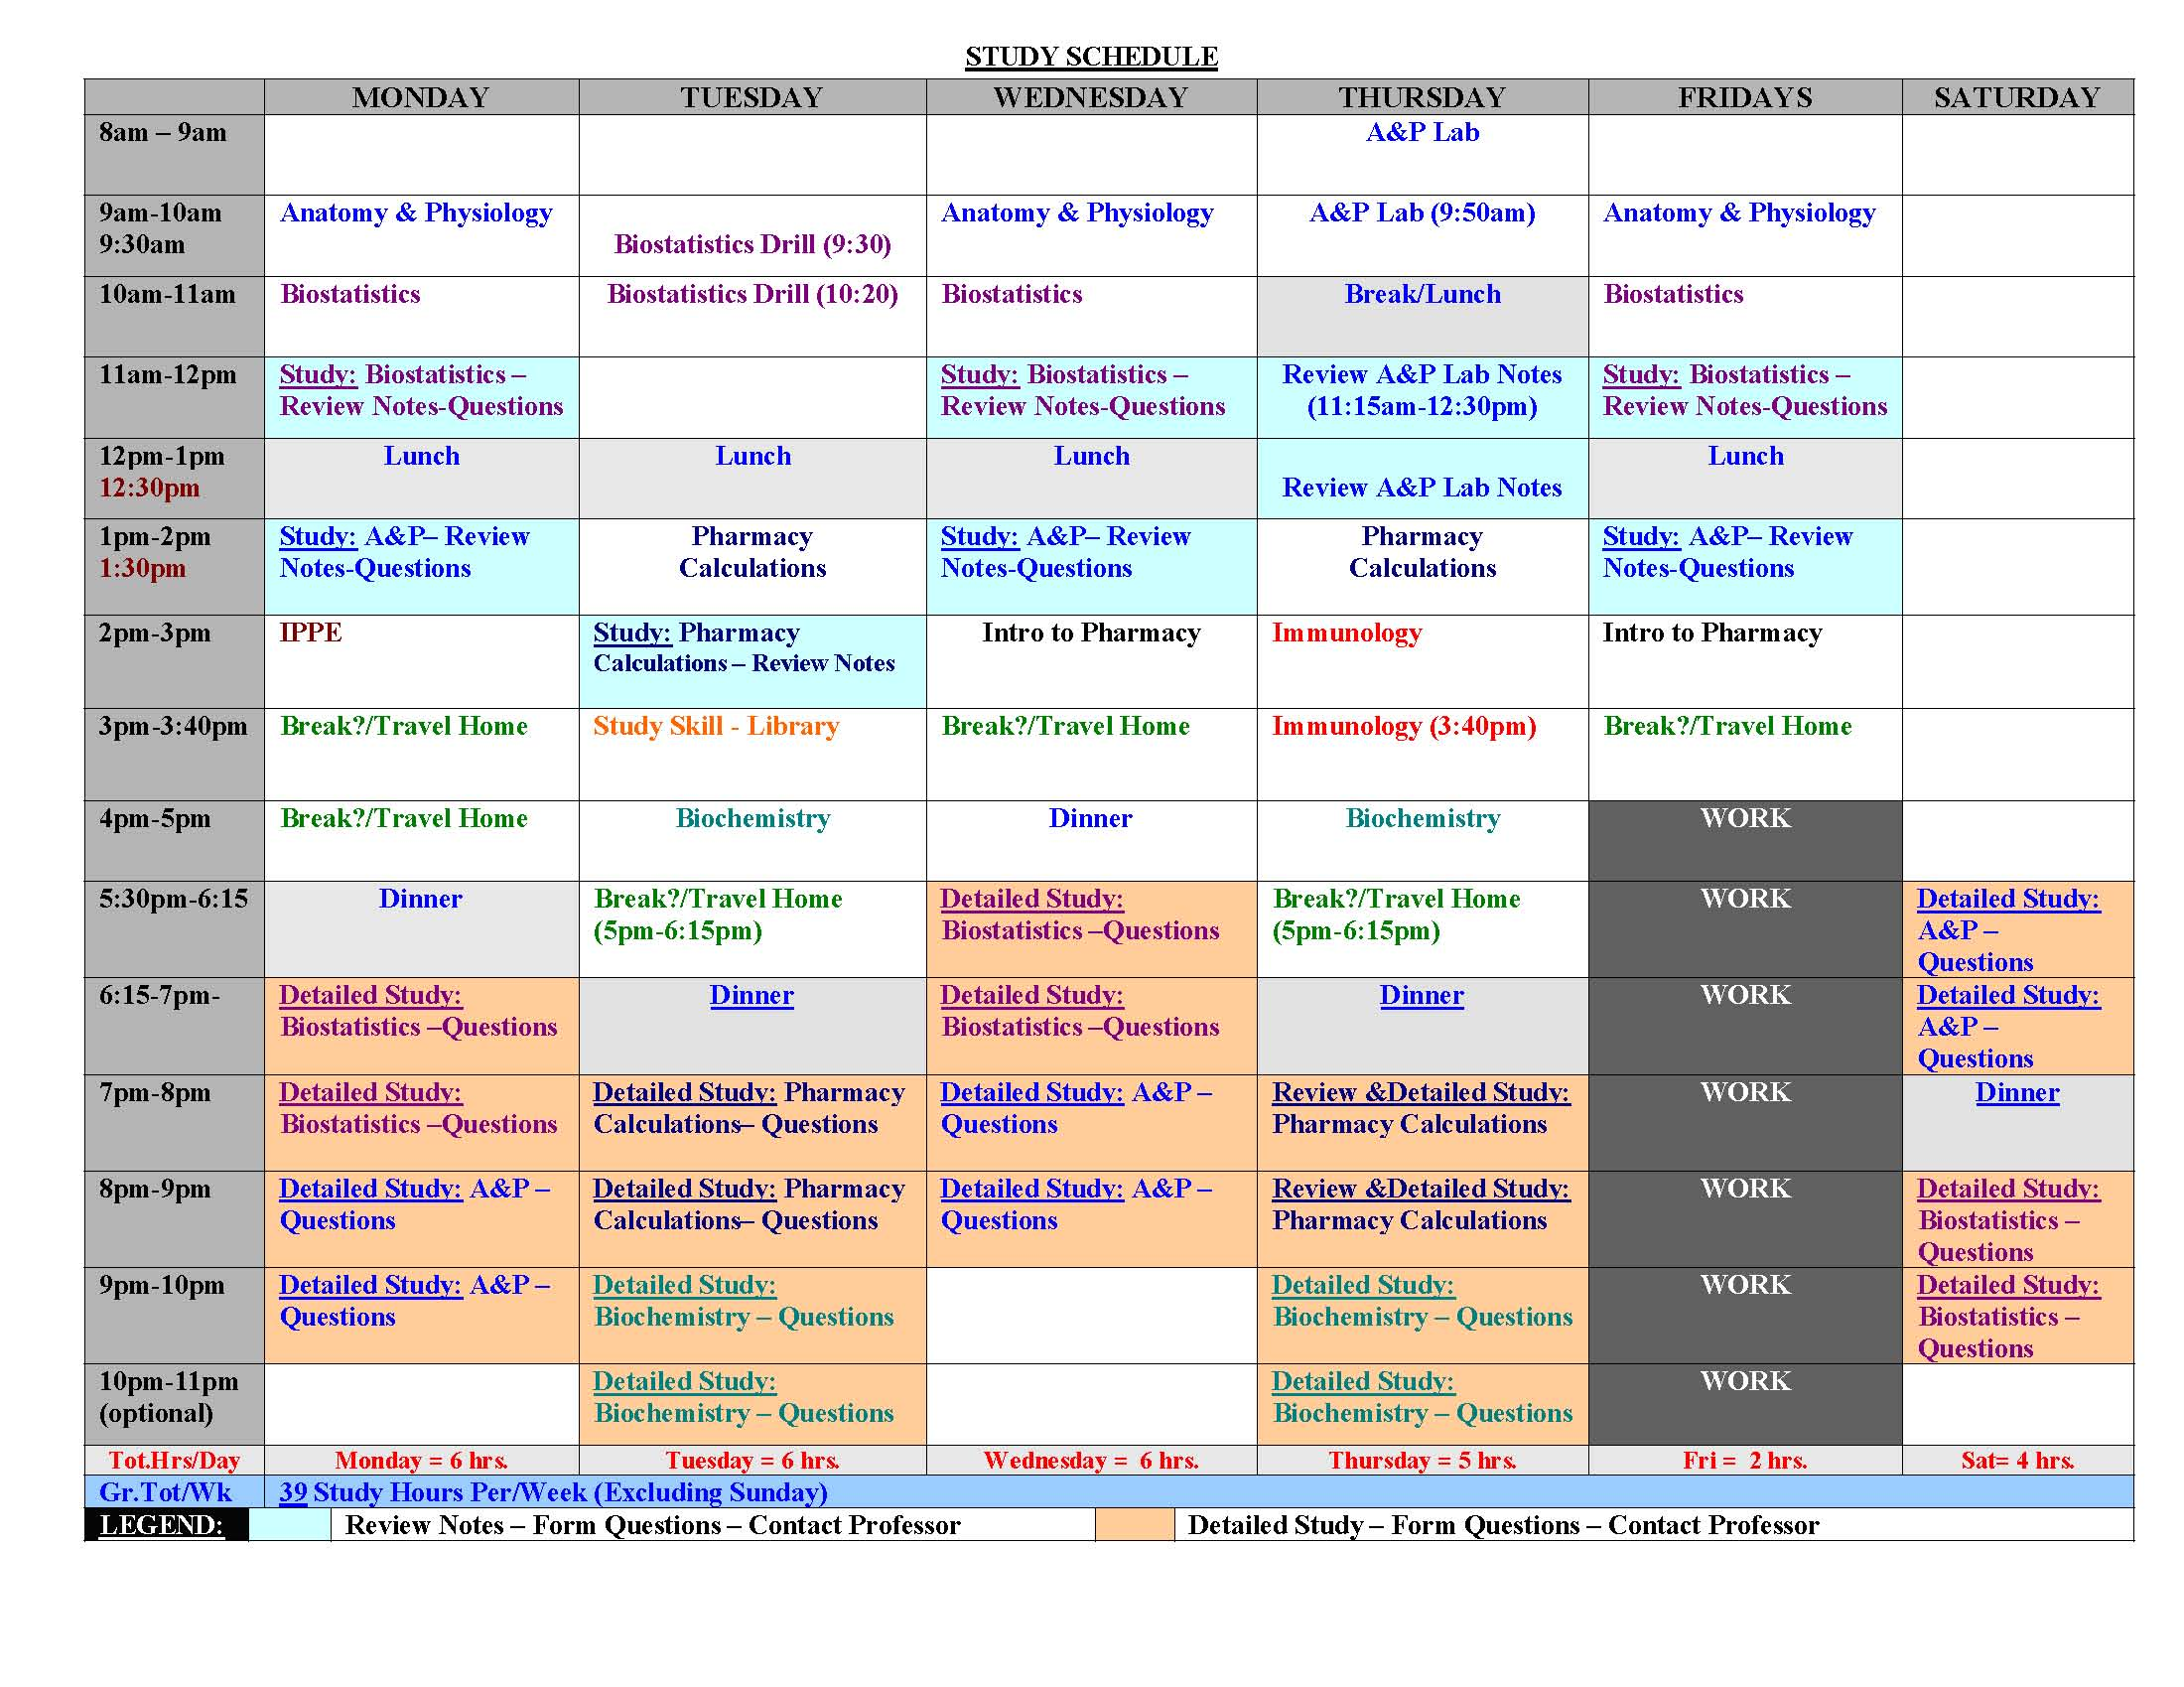 STUDY SCHEDULE
MONDAY TUESDAY WEDNESDAY THURSDAY FRIDAYS SATURDAY
8am – 9am A&P Lab
9am-10am Anatomy & Physiology Anatomy & Physiology A&P Lab (9:50am) Anatomy & Physiology
9:30am Biostatistics Drill (9:30)
10am-11am Biostatistics Biostatistics Drill (10:20) Biostatistics Break/Lunch Biostatistics
11am-12pm Study: Biostatistics – Study: Biostatistics – Review A&P Lab Notes Study: Biostatistics –
Review Notes-Questions Review Notes-Questions (11:15am-12:30pm) Review Notes-Questions
12pm-1pm Lunch Lunch Lunch Lunch
12:30pm Review A&P Lab Notes
1pm-2pm Study: A&P– Review Pharmacy Study: A&P– Review Pharmacy Study: A&P– Review
1:30pm Notes-Questions Calculations Notes-Questions Calculations Notes-Questions
2pm-3pm IPPE Study: Pharmacy Intro to Pharmacy Immunology Intro to Pharmacy
Calculations – Review Notes
3pm-3:40pm Break?/Travel Home Study Skill - Library Break?/Travel Home Immunology (3:40pm) Break?/Travel Home
4pm-5pm Break?/Travel Home Biochemistry Dinner Biochemistry WORK
5:30pm-6:15 Dinner Break?/Travel Home Detailed Study: Break?/Travel Home WORK Detailed Study:
(5pm-6:15pm) Biostatistics –Questions (5pm-6:15pm) A&P –
Questions
6:15-7pm- Detailed Study: Dinner Detailed Study: Dinner WORK Detailed Study:
Biostatistics –Questions Biostatistics –Questions A&P –
Questions
7pm-8pm Detailed Study: Detailed Study: Pharmacy Detailed Study: A&P – Review &Detailed Study: WORK Dinner
Biostatistics –Questions Calculations– Questions Questions Pharmacy Calculations
8pm-9pm Detailed Study: A&P – Detailed Study: Pharmacy Detailed Study: A&P – Review &Detailed Study: WORK Detailed Study:
Questions Calculations– Questions Questions Pharmacy Calculations Biostatistics –
Questions
9pm-10pm Detailed Study: A&P – Detailed Study: Detailed Study: WORK Detailed Study:
Questions Biochemistry – Questions Biochemistry – Questions Biostatistics –
Questions
10pm-11pm Detailed Study: Detailed Study: WORK
(optional) Biochemistry – Questions Biochemistry – Questions
Tot.Hrs/Day Monday = 6 hrs. Tuesday = 6 hrs. Wednesday = 6 hrs. Thursday = 5 hrs. Fri = 2 hrs. Sat= 4 hrs.
Gr.Tot/Wk 39 Study Hours Per/Week (Excluding Sunday)
LEGEND: Review Notes – Form Questions – Contact Professor Detailed Study – Form Questions – Contact Professor